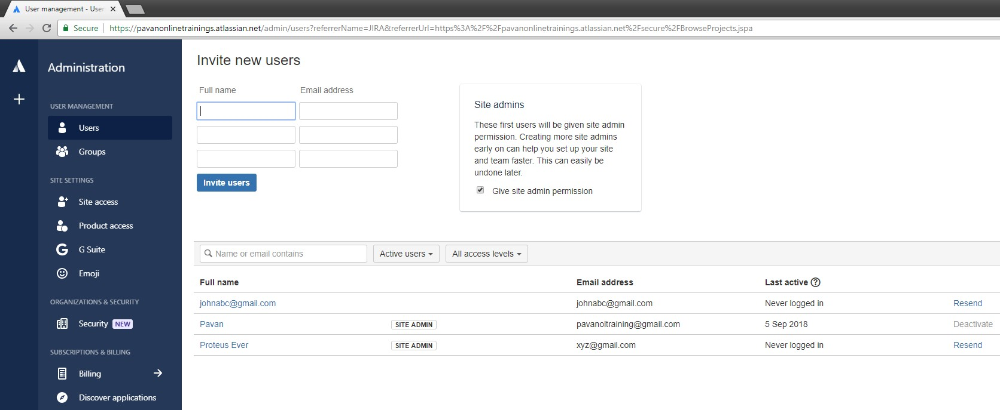 User management - User
Secure
https://pavanonlinetrainings.atlassian.net/admin/users?referrerName=JIRA&referrerUrl=https%3A%2F%2Fpavanonlinetrainings.atlassian.net%2Fsecure%2FBrowseProjects.jspa
Administration
USER MANAGEMENT
Users
Groups
SITE SETTINGS
Site access
Product access
G Suite
Emoji
ORGANIZATIONS & SECURITY
Security NEW
SUBSCRIPTIONS & BILLING
Billing
Discover applications
Invite new users
Full name Email address
Invite users
Site admins
These first users will be given site admin
permission. Creating more site admins
early on can help you set up your site
and team faster. This can easily be
undone later.
Give site admin permission
Name or email contains Active users All access levels
Full name Email address Last active ?
johnabc@gmail.com johnabc@gmail.com Never logged in Resend
Pavan SITE ADMIN pavanoltraining@gmail.com 5 Sep 2018 Deactivate
Proteus Ever SITE ADMIN xyz@gmail.com Never logged in Resend